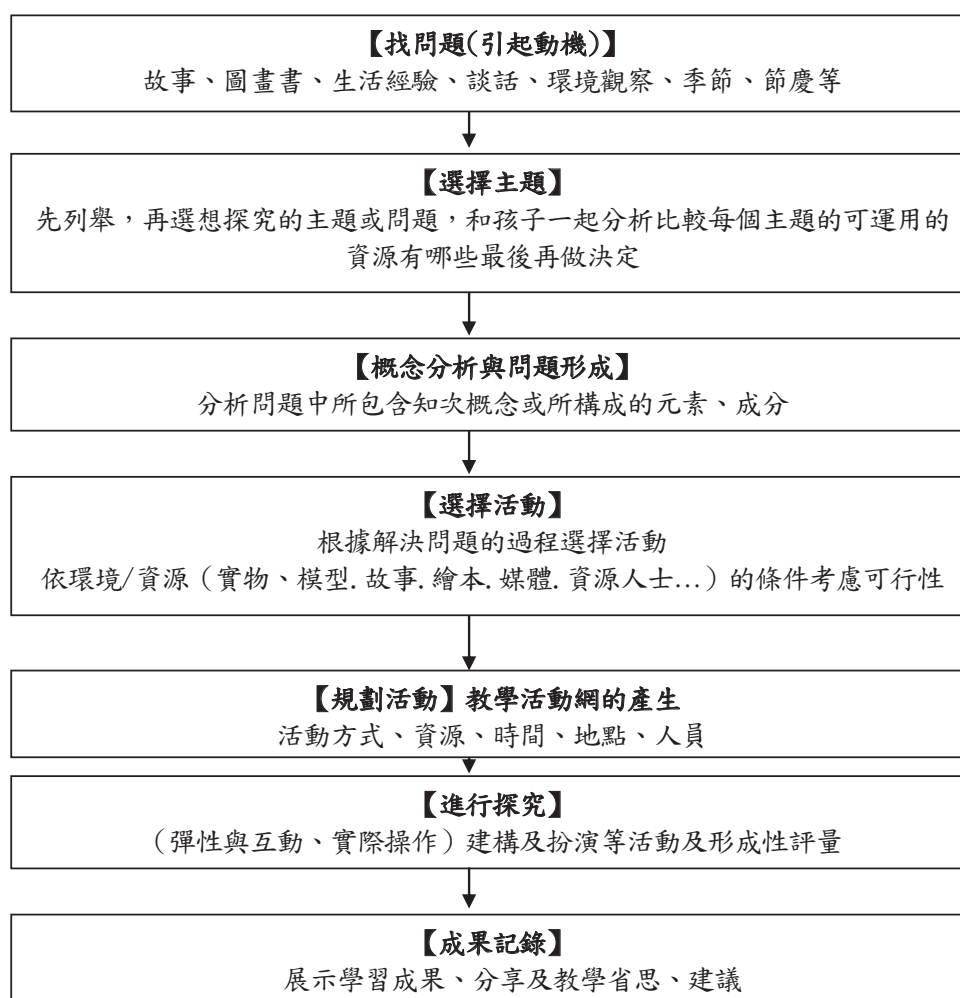 【找問題(引起動機)】
故事、圖畫書、生活經驗、談話、環境觀察、季節、節慶等
【選擇主題】
先列舉，再選想探究的主題或問題，和孩子一起分析比較每個主題的可運用的
資源有哪些最後再做決定
【概念分析與問題形成】
分析問題中所包含知次概念或所構成的元素、成分
【選擇活動】
根據解決問題的過程選擇活動
依環境/資源（實物、模型.故事.繪本.媒體.資源人士…）的條件考慮可行性
【規劃活動】教學活動網的產生
活動方式、資源、時間、地點、人員
【進行探究】
（彈性與互動、實際操作）建構及扮演等活動及形成性評量
【成果記錄】
展示學習成果、分享及教學省思、建議